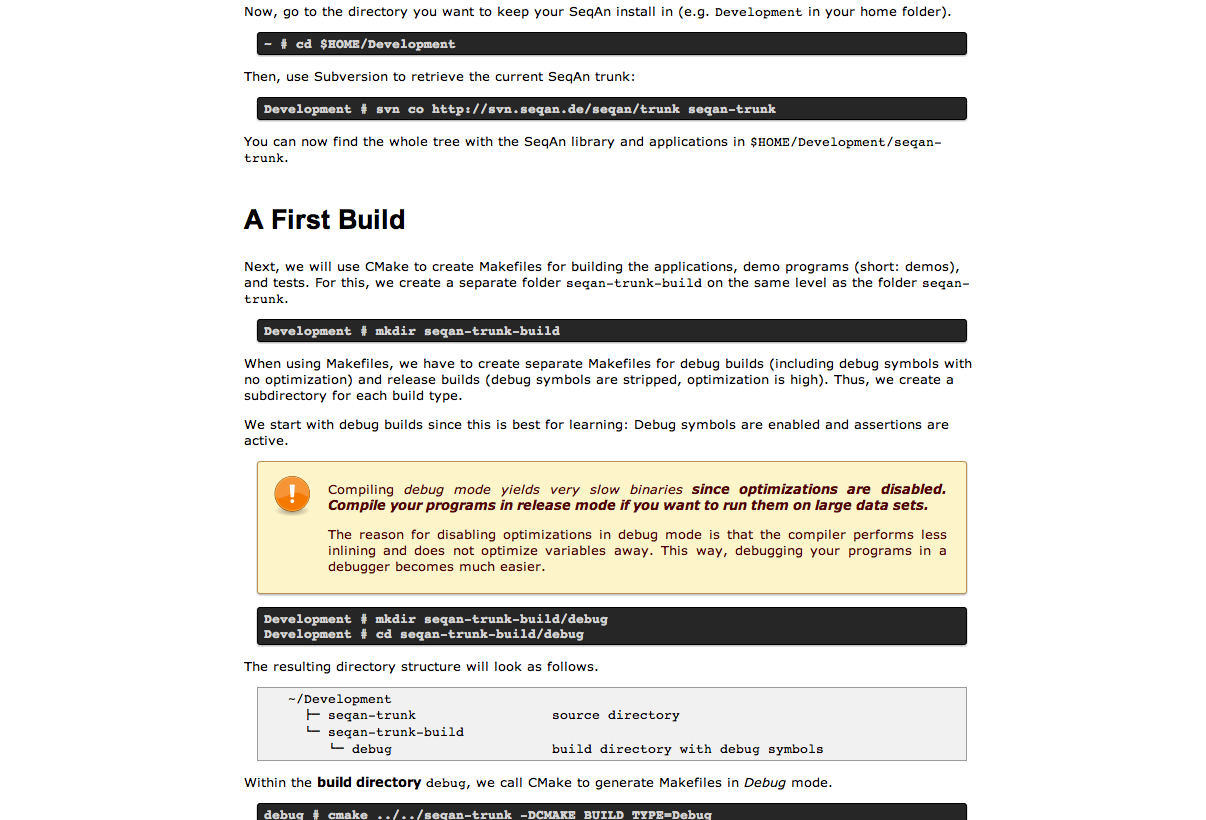 Now, go to the directory you want to keep your SeqAn install in (e.g. Development in your home folder).
~ # cd $HOME/Development
Then, use Subversion to retrieve the current SeqAn trunk:
Development # svn co http://svn.seqan.de/seqan/trunk seqan-trunk
You can now find the whole tree with the SeqAn library and applications in $HOME/Development/seqan-
trunk.
A First Build
Next, we will use CMake to create Makefiles for building the applications, demo programs (short: demos),
and tests. For this, we create a separate folder seqan-trunk-build on the same level as the folder seqan-
trunk.
Development # mkdir seqan-trunk-build
When using Makefiles, we have to create separate Makefiles for debug builds (including debug symbols with
no optimization) and release builds (debug symbols are stripped, optimization is high). Thus, we create a
subdirectory for each build type.
We start with debug builds since this is best for learning: Debug symbols are enabled and assertions are
active.
Compiling debug mode yields very slow binaries since optimizations are disabled.
Compile your programs in release mode if you want to run them on large data sets.
The reason for disabling optimizations in debug mode is that the compiler performs less
inlining and does not optimize variables away. This way, debugging your programs in a
debugger becomes much easier.
Development # mkdir seqan-trunk-build/debug
Development # cd seqan-trunk-build/debug
The resulting directory structure will look as follows.
~/Development
├─ seqan-trunk source directory
└─ seqan-trunk-build
└─ debug build directory with debug symbols
Within the build directory debug, we call CMake to generate Makefiles in Debug mode.
debug # cmake ../../seqan-trunk -DCMAKE_BUILD_TYPE=Debug